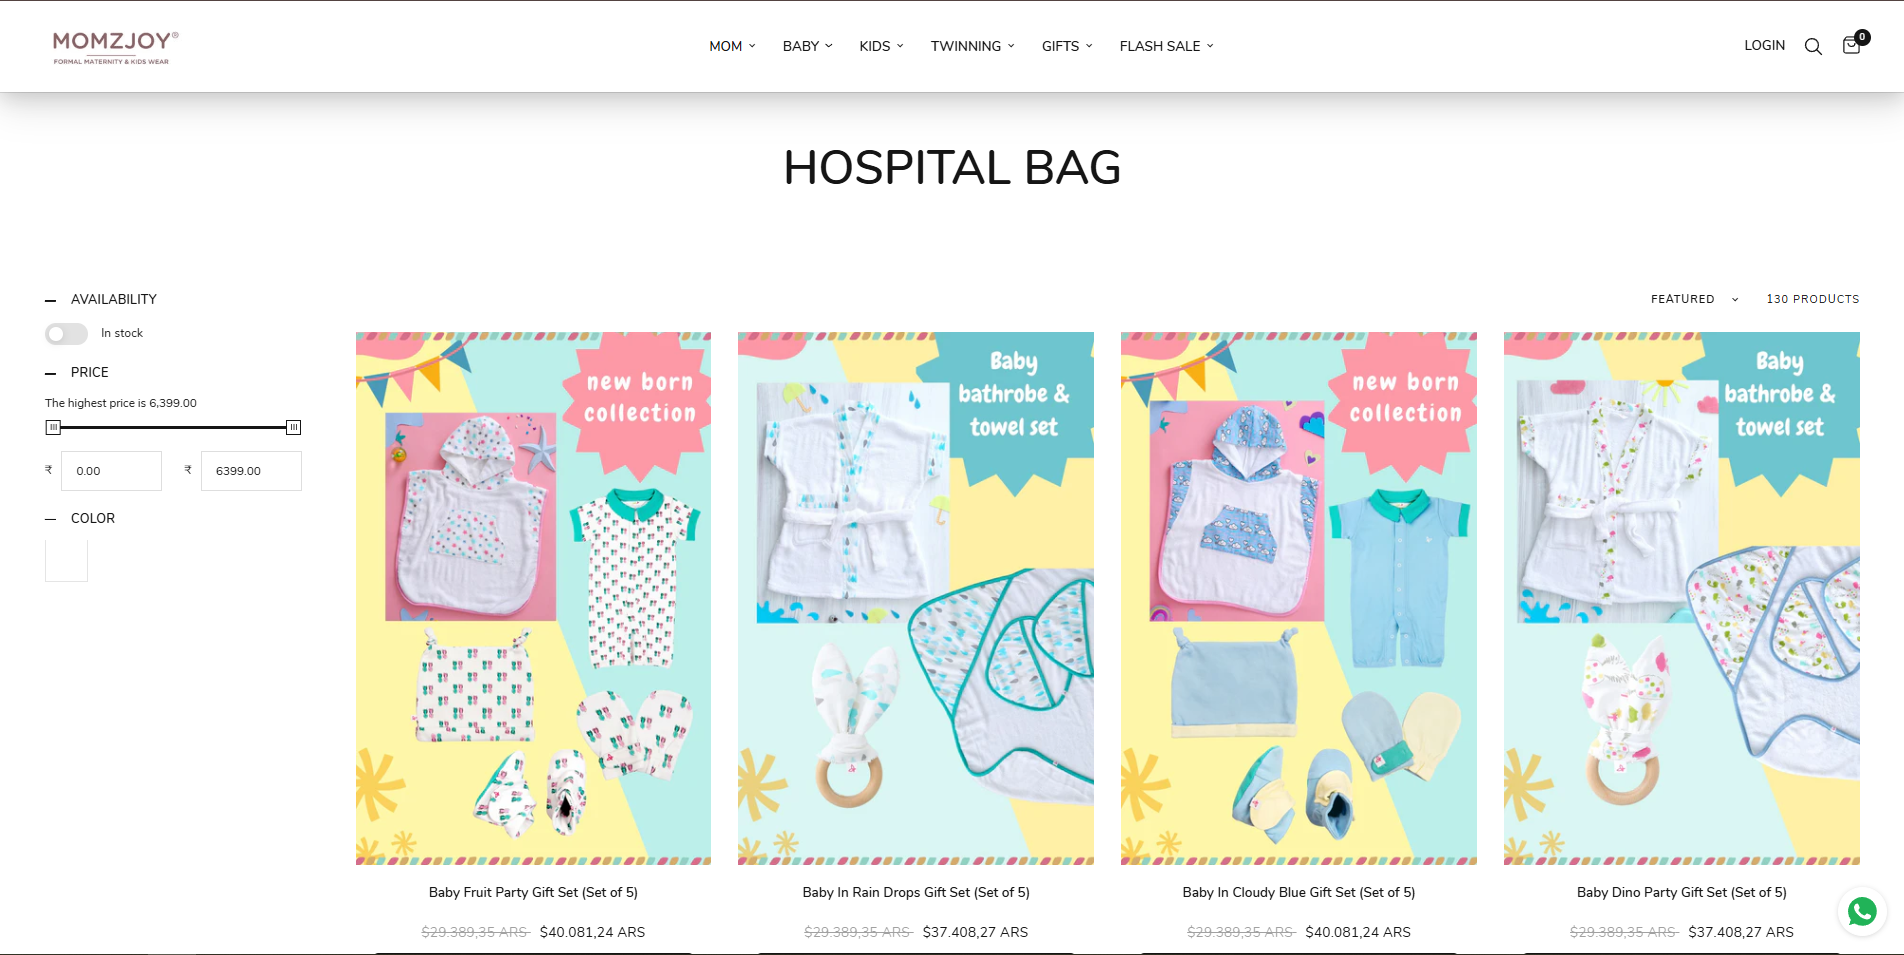 MOMZJOY®
FORMAL MATERNITY & KIDS WEAR
MOM
BABY
KIDS
TWINNING
GIFTS
FLASH SALE
LOGIN
0
HOSPITAL BAG
AVAILABILITY
In stock
PRICE
The highest price is 6,399.00
₹ 0.00 ₹ 6399.00
COLOR
FEATURED
130 PRODUCTS
new born
collection
Baby
bathrobe &
towel set
new born
collection
Baby
bathrobe &
towel set
Baby Fruit Party Gift Set (Set of 5)
$29.389,35 ARS $40.081,24 ARS
Baby In Rain Drops Gift Set (Set of 5)
$29.389,35 ARS $37.408,27 ARS
Baby In Cloudy Blue Gift Set (Set of 5)
$29.389,35 ARS $40.081,24 ARS
Baby Dino Party Gift Set (Set of 5)
$29.389,35 ARS $37.408,27 ARS